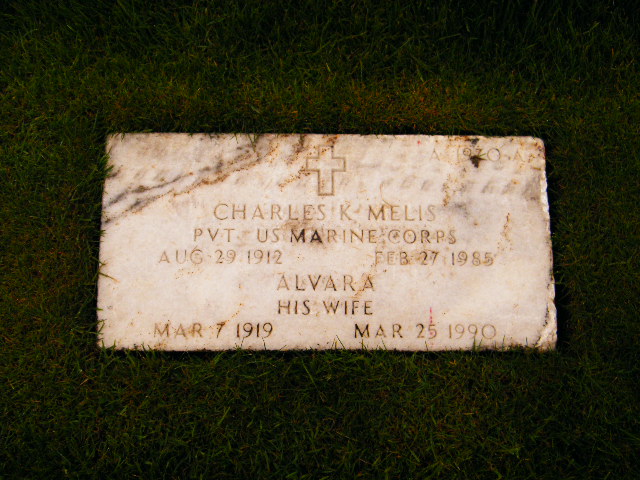 A 1920-A
CHARLES K MELIS
PVT US MARINE CORPS
AUG 29 1912 FEB 27 1985
ALVARA
HIS WIFE
MAR 7 1919 MAR 25 1990